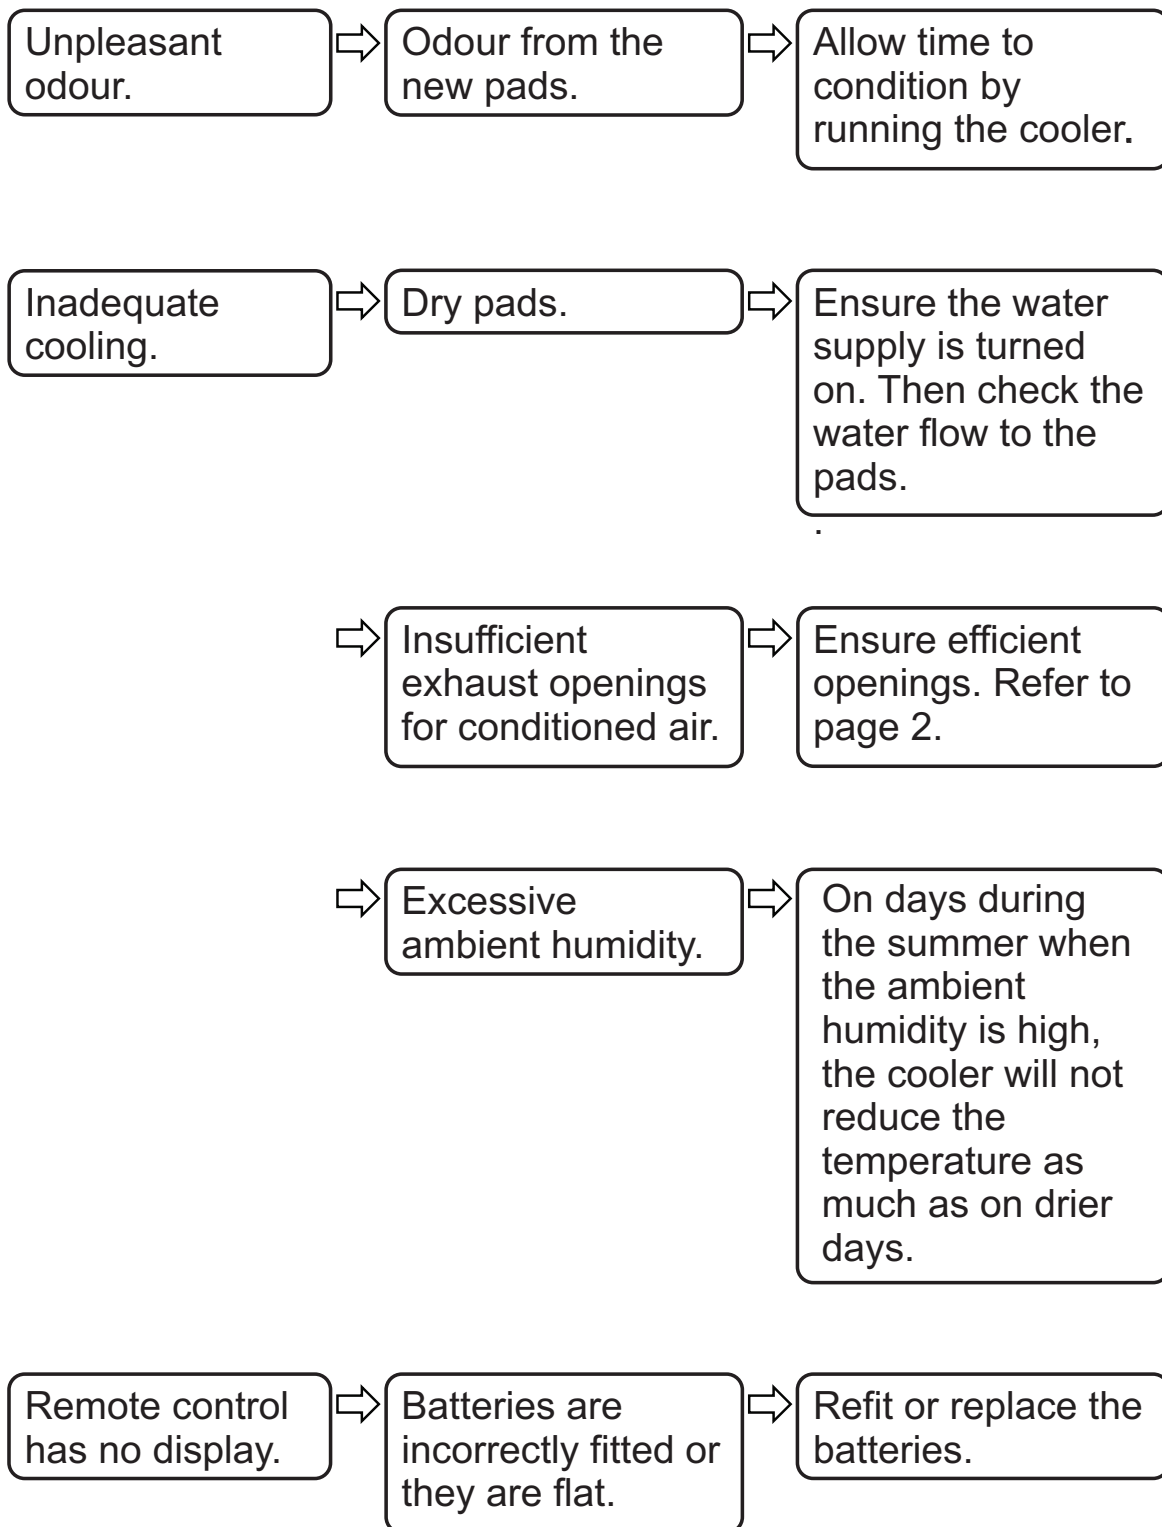 Unpleasant
odour.
Odour from the
new pads.
Allow time to
condition by
running the cooler.
Inadequate
cooling.
Dry pads.
Ensure the water
supply is turned
on. Then check the
water flow to the
pads.
.
Insufficient
exhaust openings
for conditioned air.
Ensure efficient
openings. Refer to
page 2.
Excessive
ambient humidity.
On days during
the summer when
the ambient
humidity is high,
the cooler will not
reduce the
temperature as
much as on drier
days.
Remote control
has no display.
Batteries are
incorrectly fitted or
they are flat.
Refit or replace the
batteries.